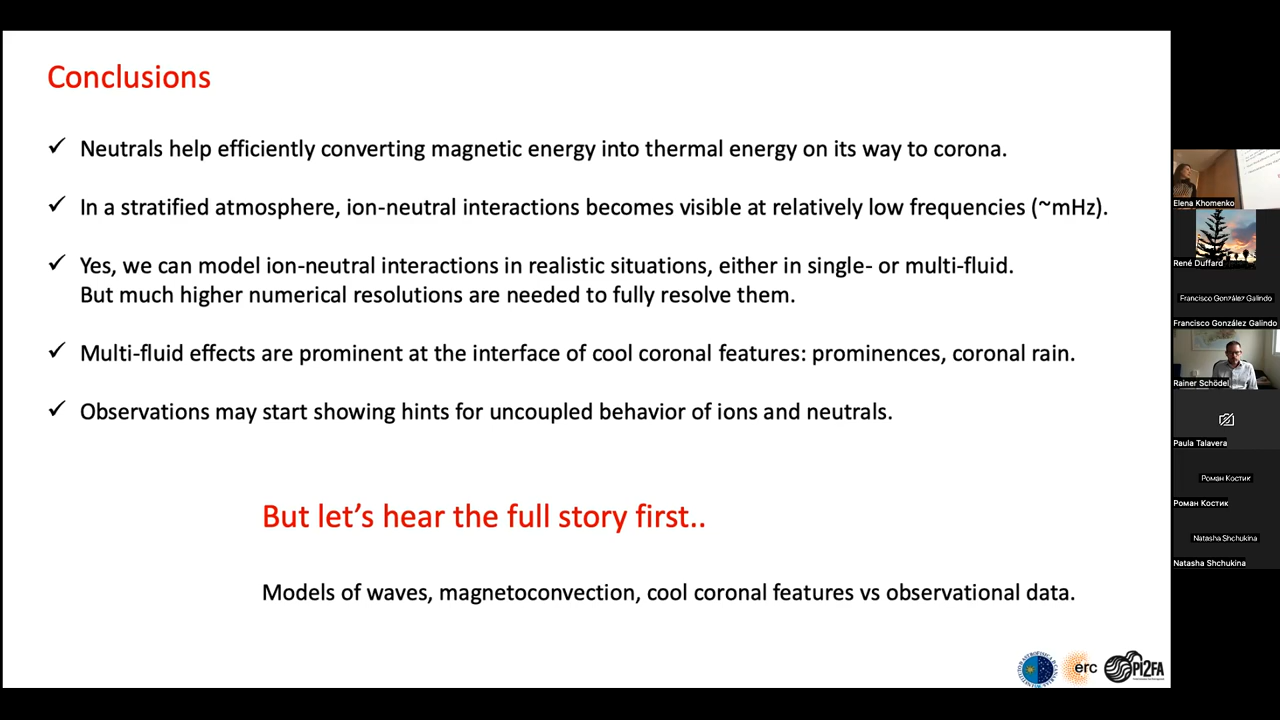 Conclusions
✓ Neutrals help efficiently converting magnetic energy into thermal energy on its way to corona.
✓ In a stratified atmosphere, ion-neutral interactions becomes visible at relatively low frequencies (~mHz).
✓ Yes, we can model ion-neutral interactions in realistic situations, either in single- or multi-fluid.
But much higher numerical resolutions are needed to fully resolve them.
✓ Multi-fluid effects are prominent at the interface of cool coronal features: prominences, coronal rain.
✓ Observations may start showing hints for uncoupled behavior of ions and neutrals.
But let's hear the full story first..
Models of waves, magnetoconvection, cool coronal features vs observational data.
erc
PI2FA
Elena Khomenko
René Duffard
Francisco González Galindo
Francisco González Galindo
Rainer Schödel
Paula Talavera
Роман Костик
Роман Костик
Natasha Shchukina
Natasha Shchukina